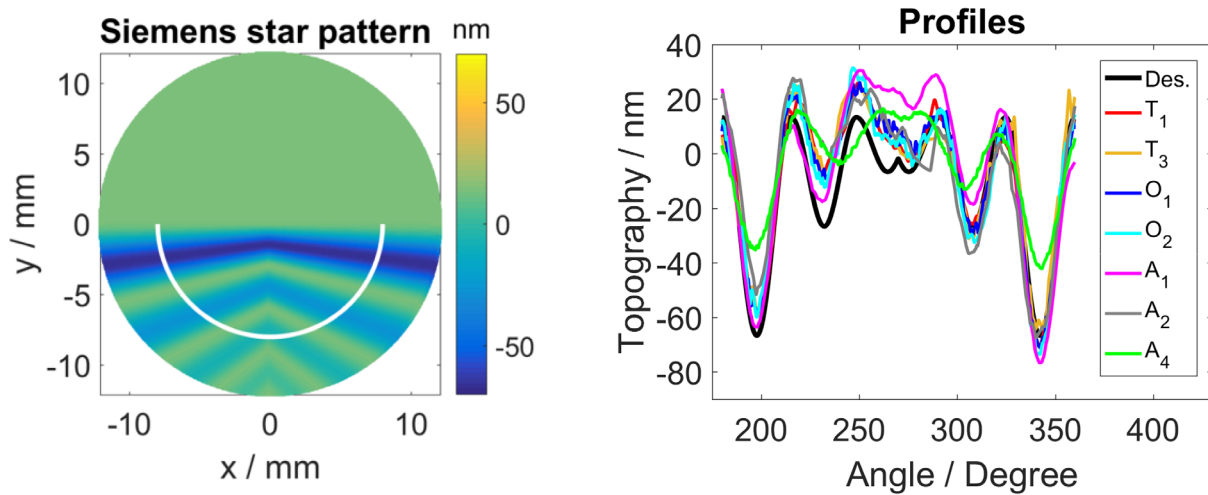 Siemens star pattern
nm
y / mm
10
5
0
-5
-10
-10
0
10
x / mm
50
0
-50
Profiles
Topography / nm
40
20
0
-20
-40
-60
-80
200
250
300
350
400
Angle / Degree
Des.
T1
T3
O1
O2
A1
A2
A4